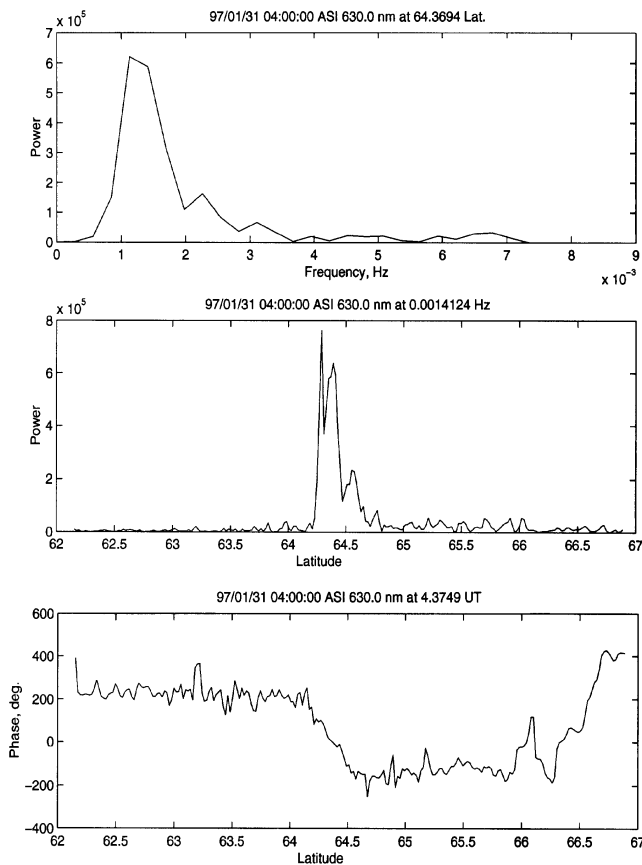 97/01/31 04:00:00 ASI 630.0 nm at 64.3694 Lat.
x 10^5
7
6
5
4
3
2
1
0
Power
0 1 2 3 4 5 6 7 8 9
Frequency, Hz
x 10^-3
97/01/31 04:00:00 ASI 630.0 nm at 0.0014124 Hz
x 10^5
8
6
4
2
0
Power
62 62.5 63 63.5 64 64.5 65 65.5 66 66.5 67
Latitude
97/01/31 04:00:00 ASI 630.0 nm at 4.3749 UT
600
400
200
0
-200
-400
Phase, deg.
62 62.5 63 63.5 64 64.5 65 65.5 66 66.5 67
Latitude